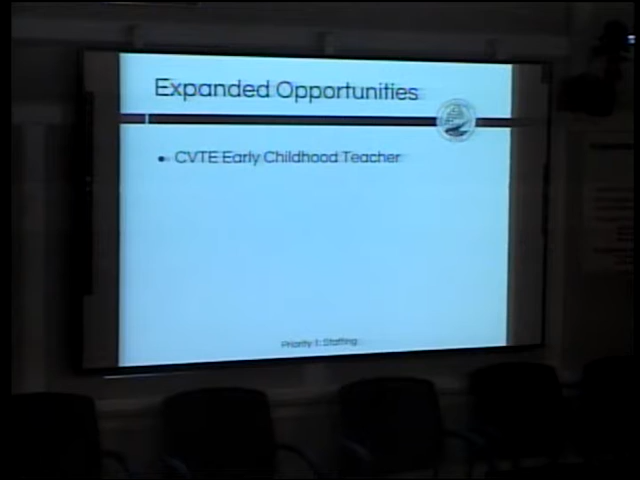 Expanded Opportunities
• CVTE Early Childhood Teacher
Priority 1: Staffing